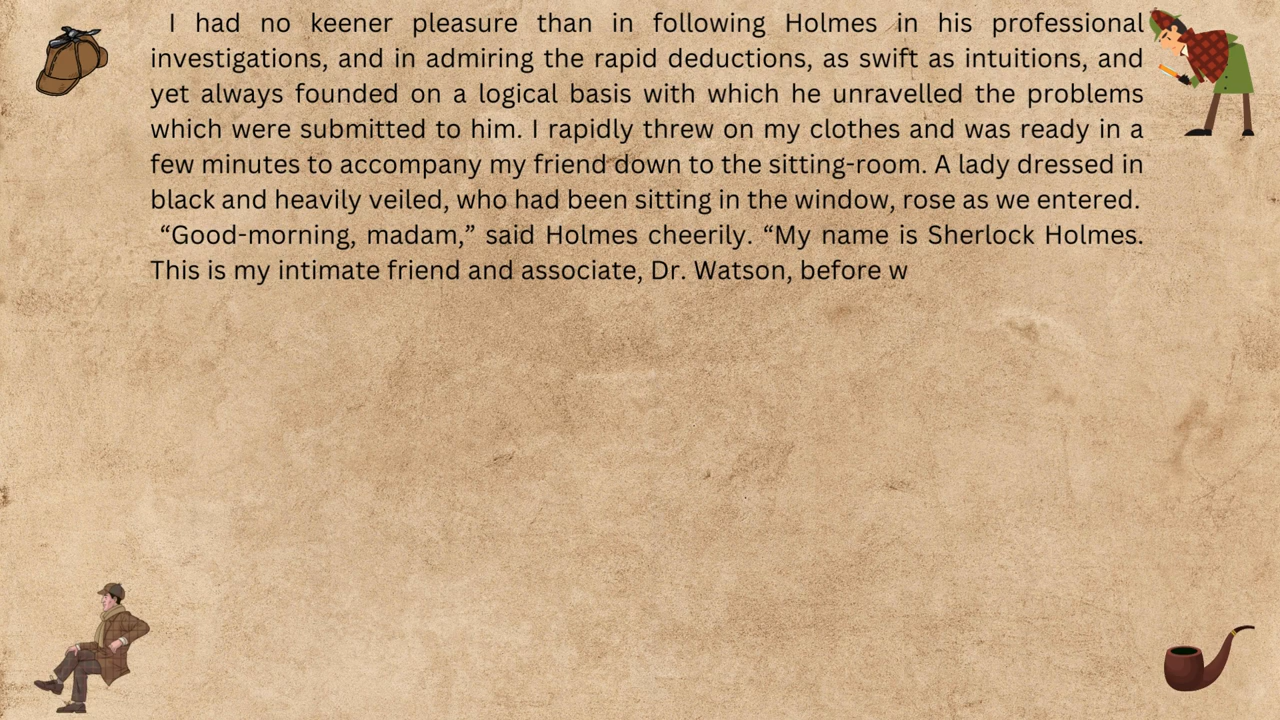 I had no keener pleasure than in following Holmes in his professional
investigations, and in admiring the rapid deductions, as swift as intuitions, and
yet always founded on a logical basis with which he unravelled the problems
which were submitted to him. I rapidly threw on my clothes and was ready in a
few minutes to accompany my friend down to the sitting-room. A lady dressed in
black and heavily veiled, who had been sitting in the window, rose as we entered.
“Good-morning, madam,” said Holmes cheerily. “My name is Sherlock Holmes.
This is my intimate friend and associate, Dr. Watson, before w